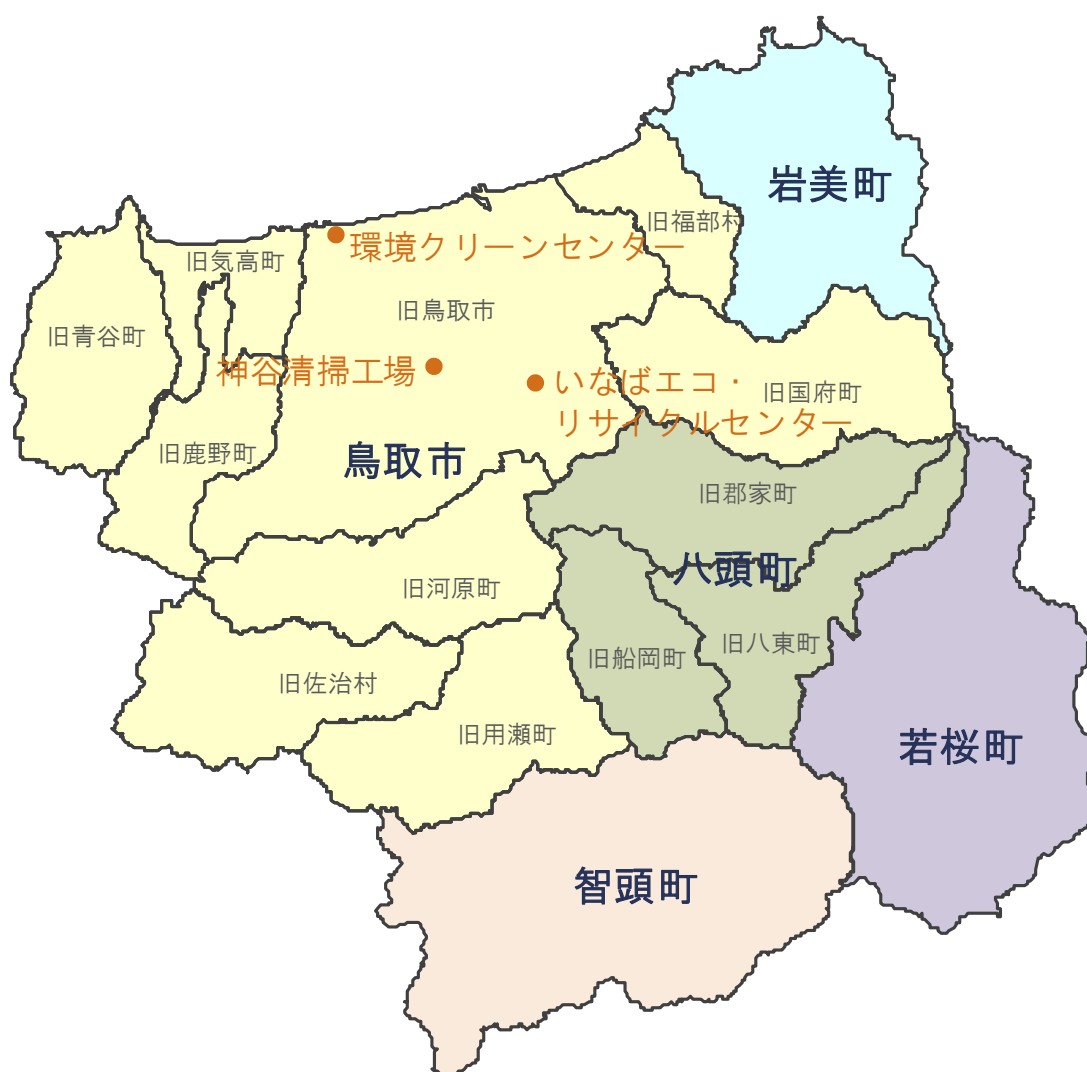 岩美町
旧福部村
環境クリーンセンター
旧気高町
旧鳥取市
旧青谷町
神谷清掃工場
いなばエコ・
リサイクルセンター
旧国府町
旧鹿野町
鳥取市
旧郡家町
八頭町
旧河原町
旧八東町
旧船岡町
旧佐治村
旧用瀬町
若桜町
智頭町